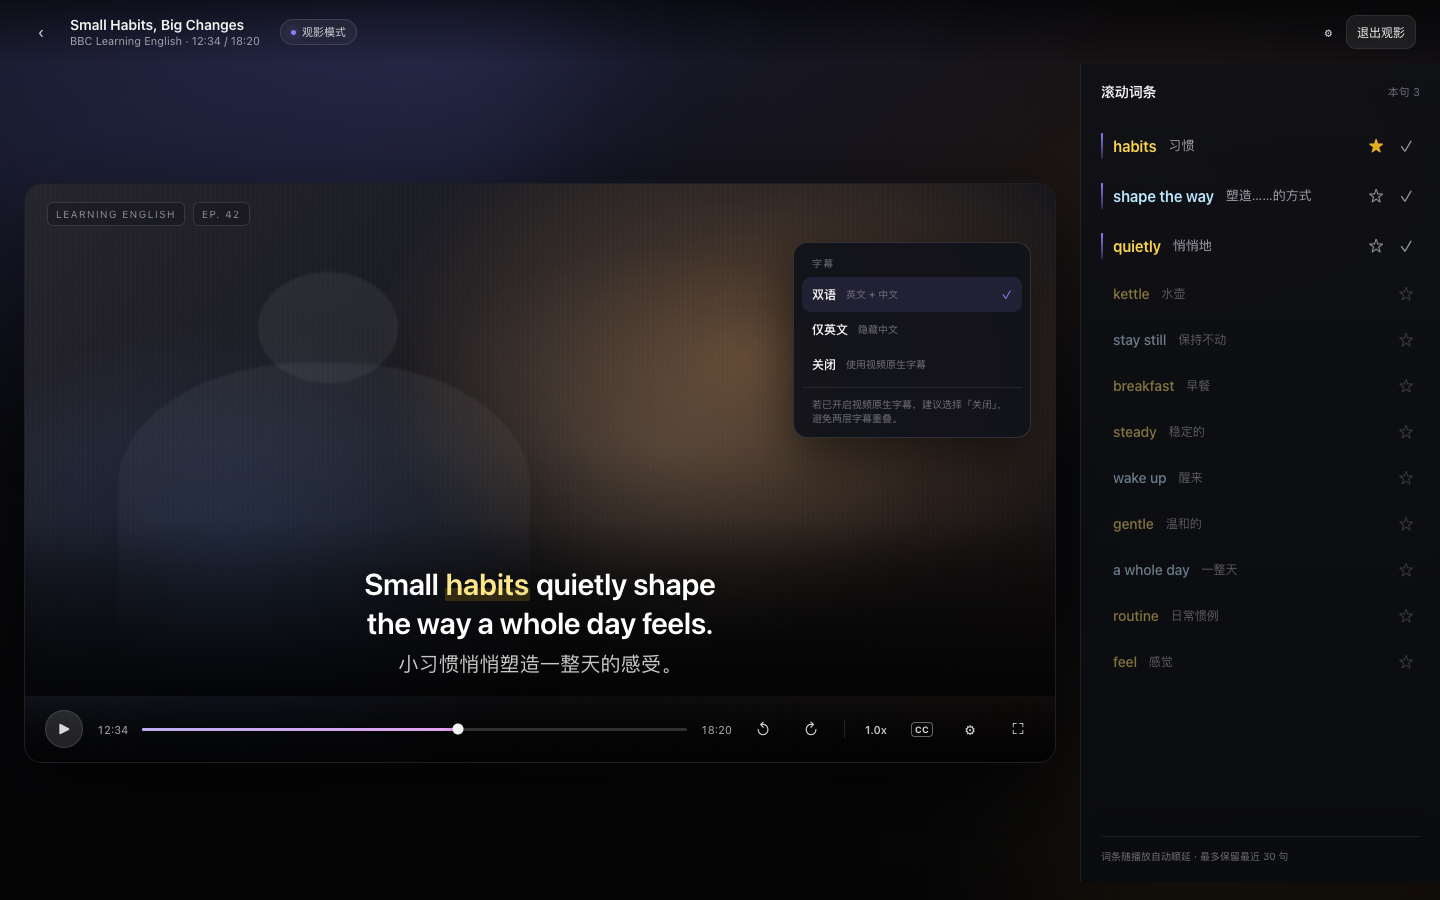 Small Habits, Big Changes
BBC Learning English · 12:34 / 18:20
观影模式
退出观影
LEARNING ENGLISH
EP. 42
字幕
双语 英文 + 中文
仅英文 隐藏中文
关闭 使用视频原生字幕
若已开启视频原生字幕，建议选择「关闭」，
避免两层字幕重叠。
Small habits quietly shape
the way a whole day feels.
小习惯悄悄塑造一整天的感受。
12:34
18:20
1.0x
CC
滚动词条
本句 3
habits 习惯
shape the way 塑造……的方式
quietly 悄悄地
kettle 水壶
stay still 保持不动
breakfast 早餐
steady 稳定的
wake up 醒来
gentle 温和的
a whole day 一整天
routine 日常惯例
feel 感觉
词条随播放自动顺延 · 最多保留最近 30 句